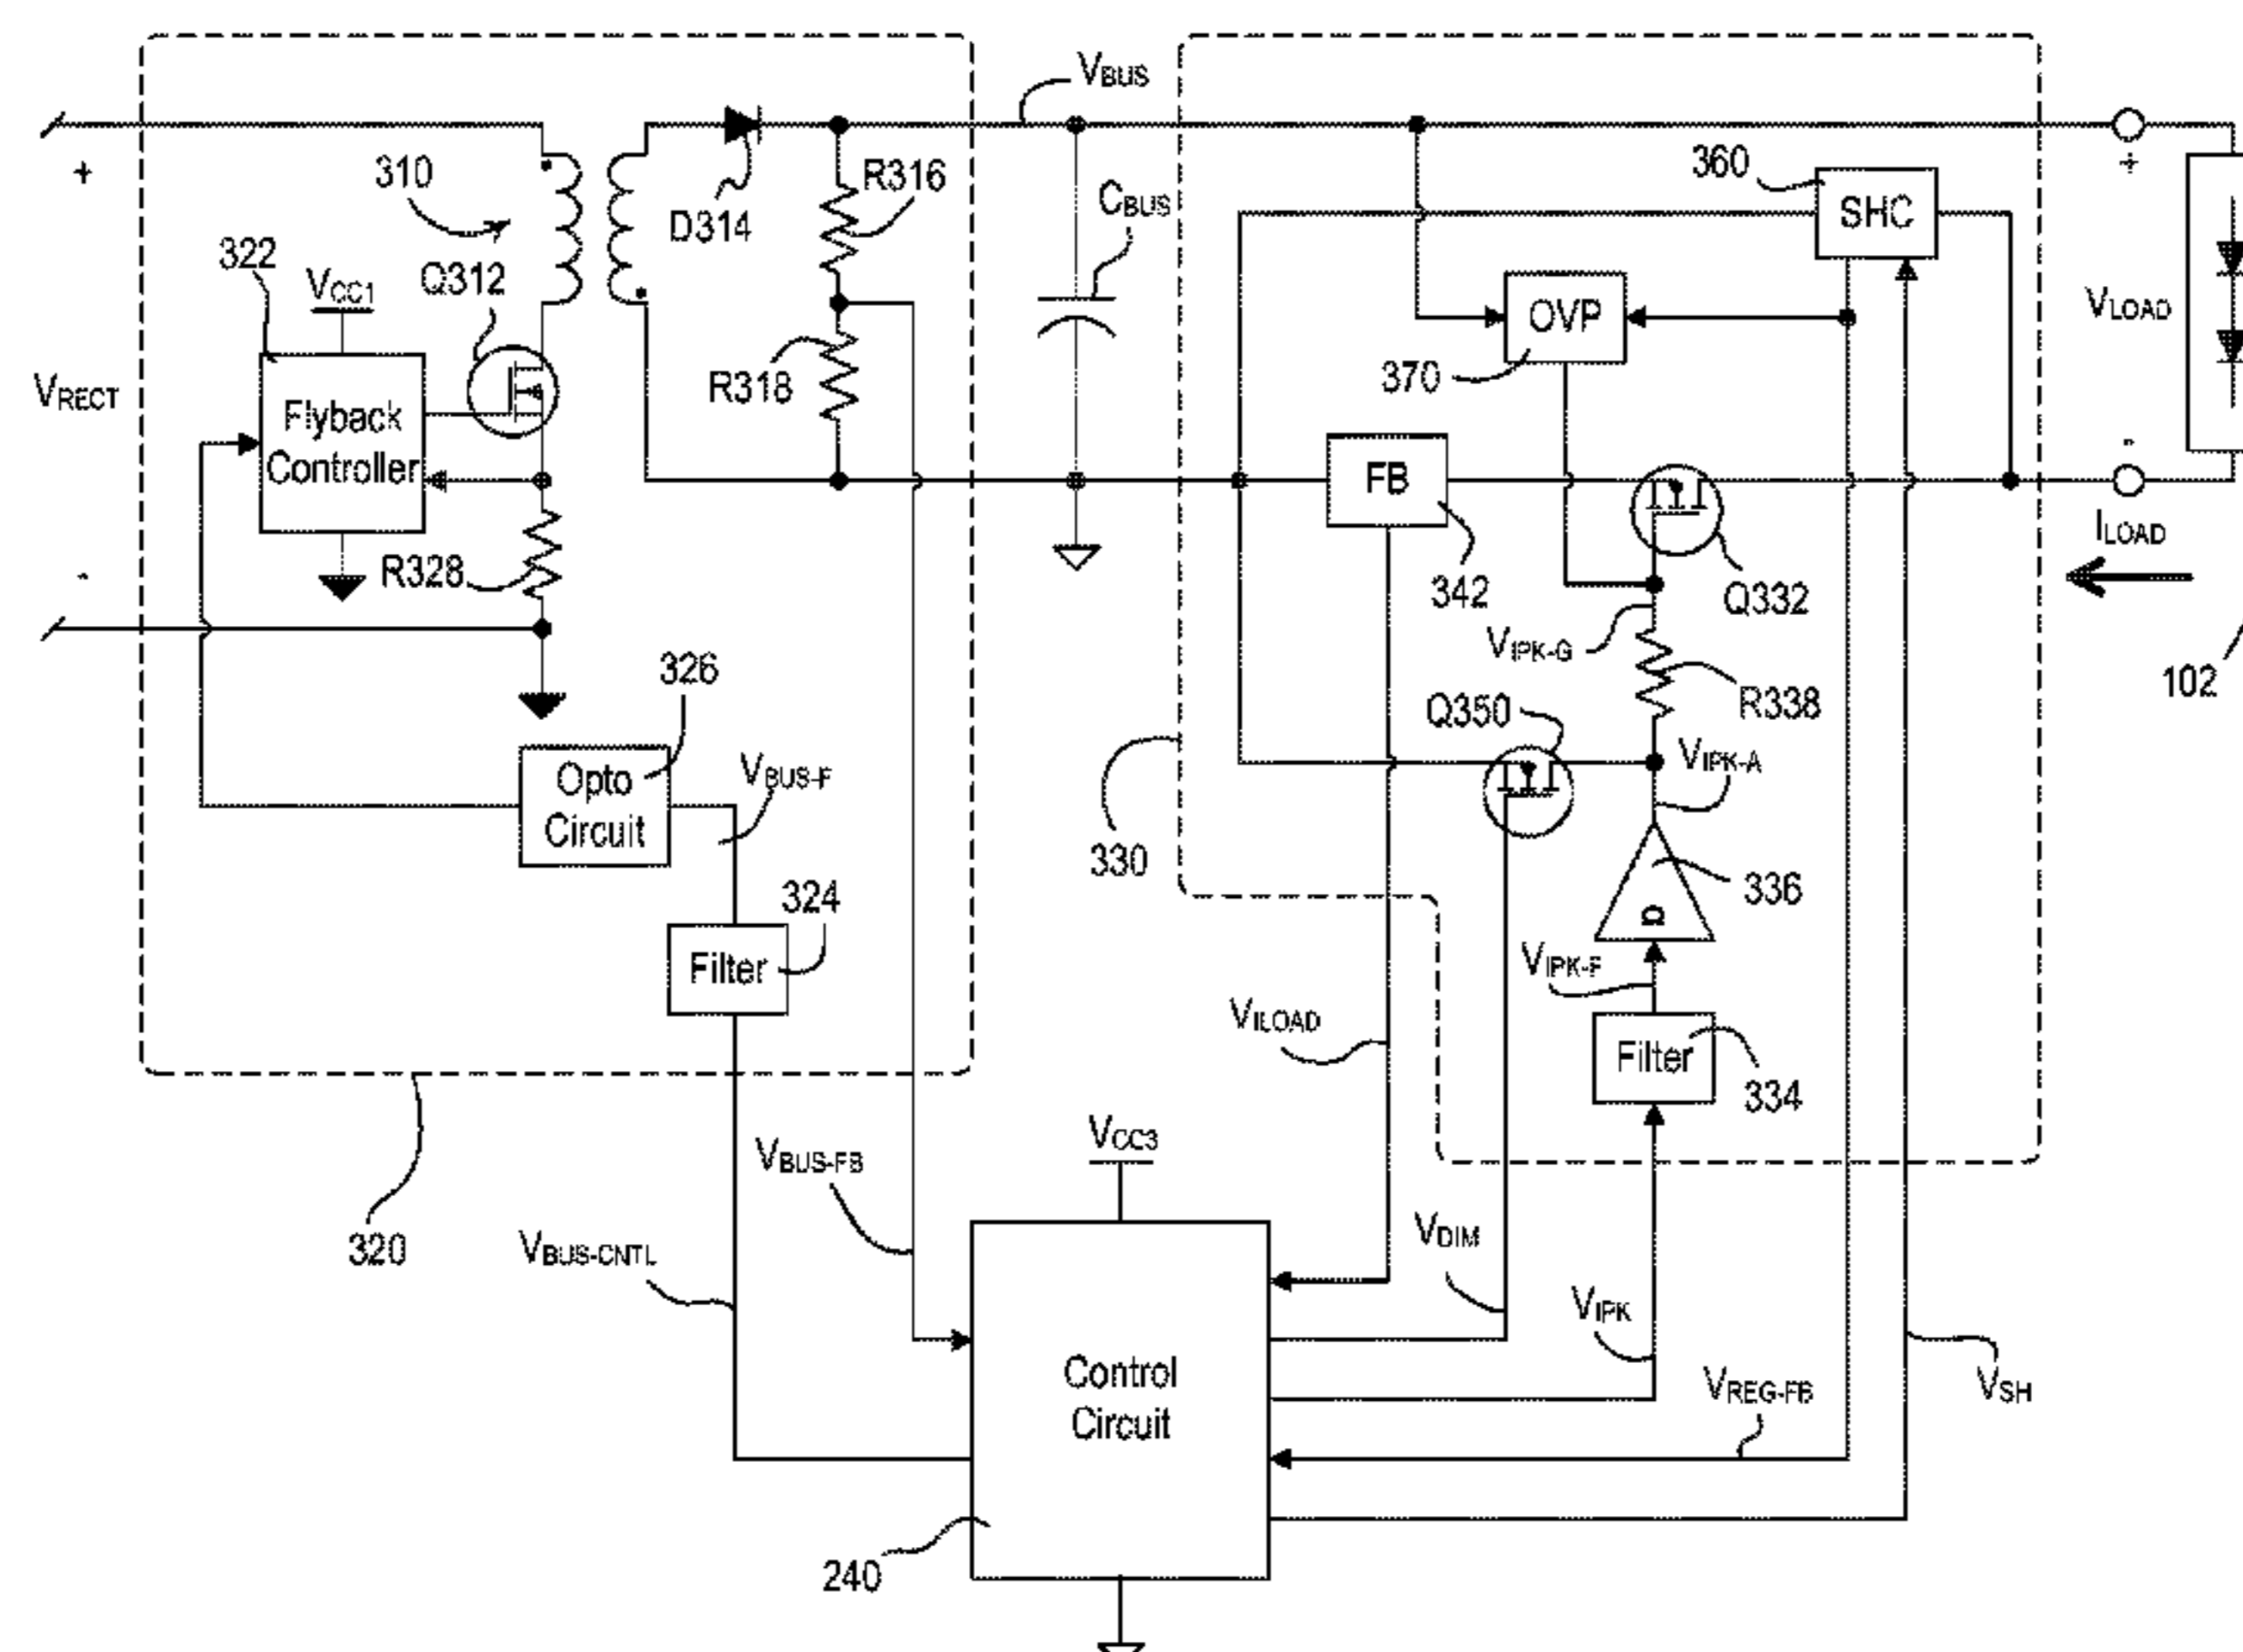 VBUS
+
310
D314
R316
CBUS
360
SHC
+
322
VCC1
Q312
VLOAD
OVP
370
R318
VRECT
Flyback
Controller
FB
-
ILOAD
342
Q332
-
R328
VIPK-G
326
R338
102
Q350
VIPK-A
Opto
Circuit
VBUS-F
330
336
Ω
324
Filter
VIPK-F
VILOAD
Filter
334
VCC3
VBUS-FB
320
VBUS-CNTL
VDIM
VIPK
Control
Circuit
VREG-FB
VSH
240